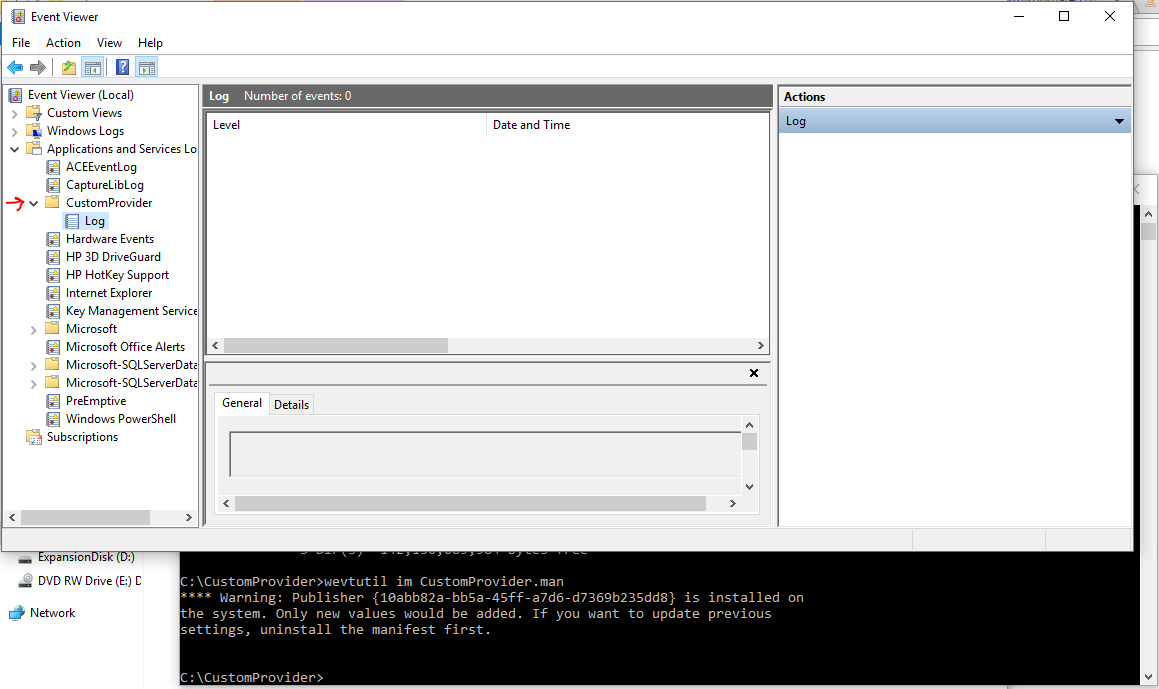 Event Viewer
File Action View Help
Event Viewer (Local)
Custom Views
Windows Logs
Applications and Services Lo
ACEEventLog
CaptureLibLog
CustomProvider
Log
Hardware Events
HP 3D DriveGuard
HP HotKey Support
Internet Explorer
Key Management Service
Microsoft
Microsoft Office Alerts
Microsoft-SQLServerData
Microsoft-SQLServerData
PreEmptive
Windows PowerShell
Subscriptions
Log Number of events: 0
Level Date and Time
General Details
Actions
Log
ExpansionDisk (D:)
DVD RW Drive (E:) D
Network
C:\CustomProvider>wevtutil im CustomProvider.man
**** Warning: Publisher {10abb82a-bb5a-45ff-a7d6-d7369b235dd8} is installed on
the system. Only new values would be added. If you want to update previous
settings, uninstall the manifest first.
C:\CustomProvider>